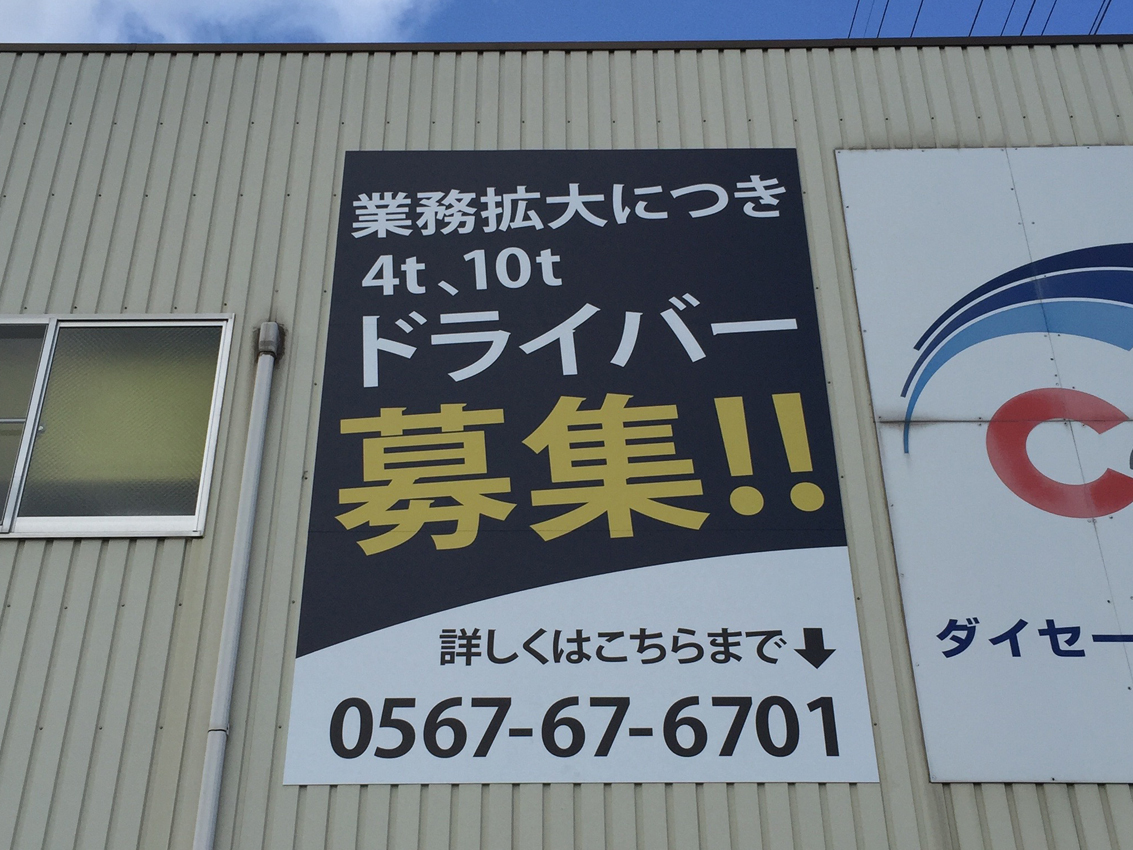 業務拡大につき
4t、10t
ドライバー
募集!!
詳しくはこちらまで⬇
0567-67-6701
C
ダイセー